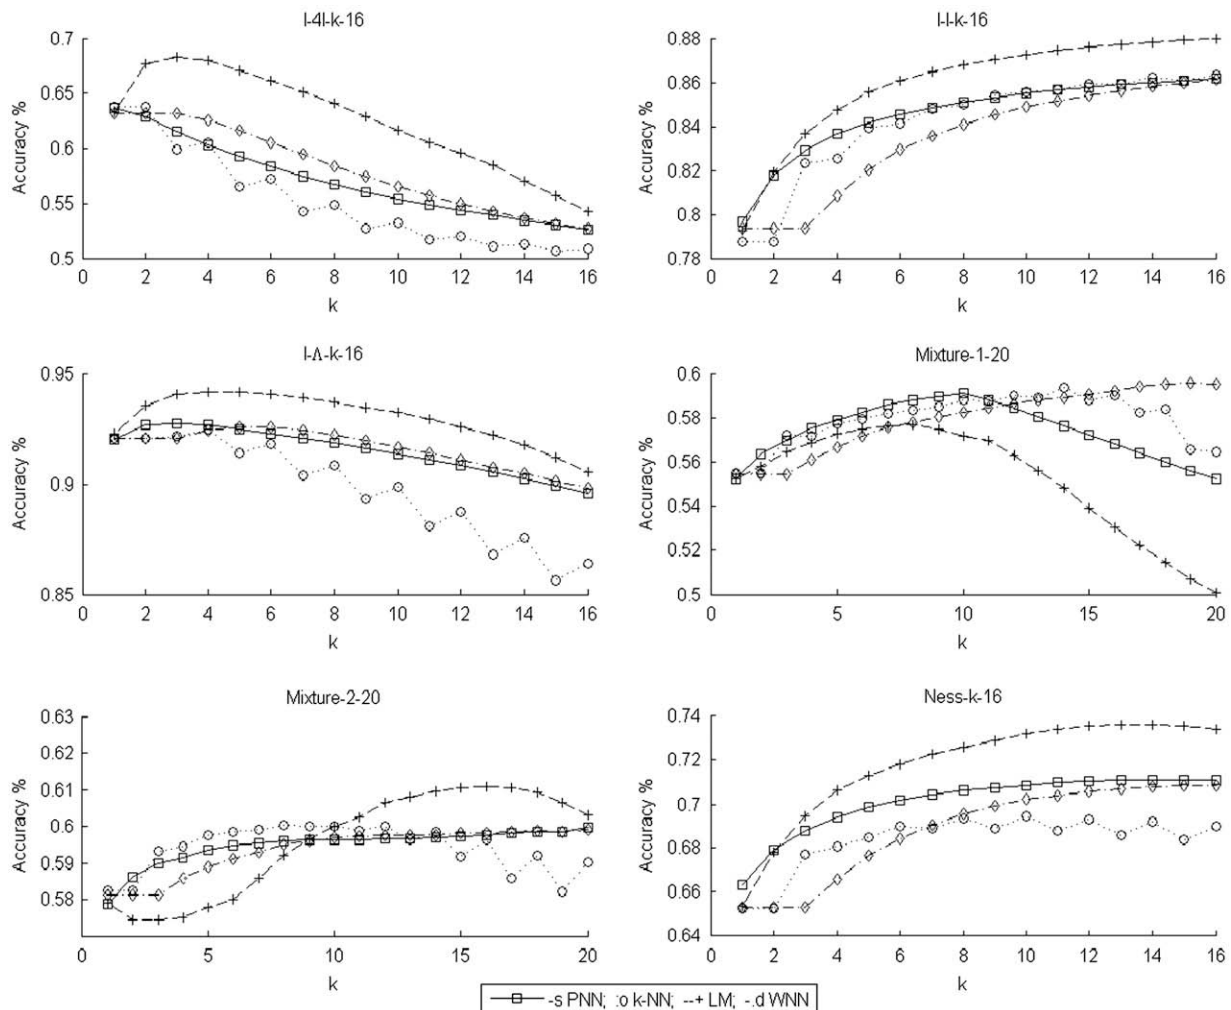 I-4I-k-16
0.7
0.65
0.6
0.55
0.5
Accuracy %
0 2 4 6 8 10 12 14 16
k
I-I-k-16
0.88
0.86
0.84
0.82
0.8
0.78
Accuracy %
0 2 4 6 8 10 12 14 16
k
I-Λ-k-16
0.95
0.9
0.85
Accuracy %
0 2 4 6 8 10 12 14 16
k
Mixture-1-20
0.6
0.58
0.56
0.54
0.52
0.5
Accuracy %
0 5 10 15 20
k
Mixture-2-20
0.63
0.62
0.61
0.6
0.59
0.58
Accuracy %
0 5 10 15 20
k
Ness-k-16
0.74
0.72
0.7
0.68
0.66
0.64
Accuracy %
0 2 4 6 8 10 12 14 16
k
-s PNN; :o k-NN; --+ LM; -.d WNN